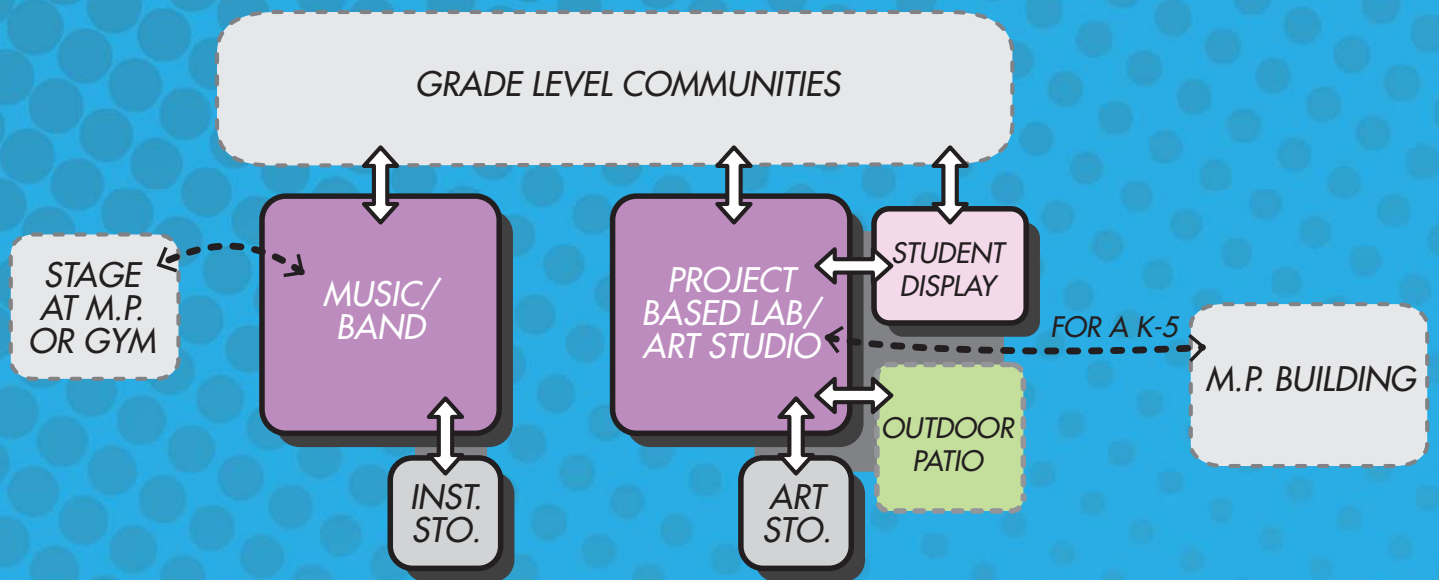 GRADE LEVEL COMMUNITIES
STAGE
AT M.P.
OR GYM
MUSIC/
BAND
PROJECT
BASED LAB/
ART STUDIO
STUDENT
DISPLAY
FOR A K-5
M.P. BUILDING
OUTDOOR
PATIO
INST.
STO.
ART
STO.